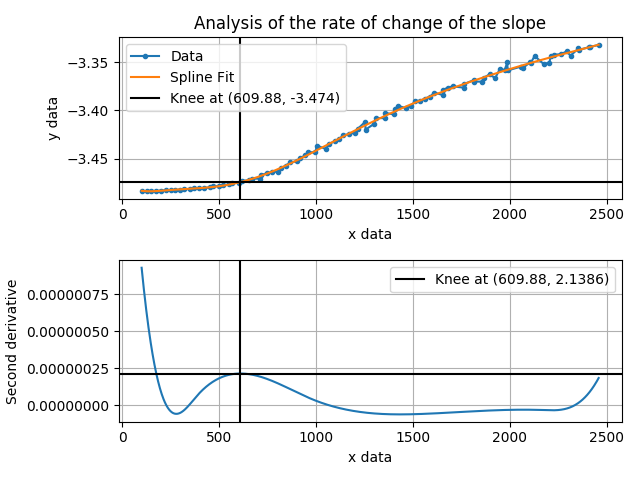 Analysis of the rate of change of the slope
Data
Spline Fit
Knee at (609.88, -3.474)
y data
−3.35
−3.40
−3.45
0 500 1000 1500 2000 2500
x data
Knee at (609.88, 2.1386)
Second derivative
0.00000075
0.00000050
0.00000025
0.00000000
0 500 1000 1500 2000 2500
x data